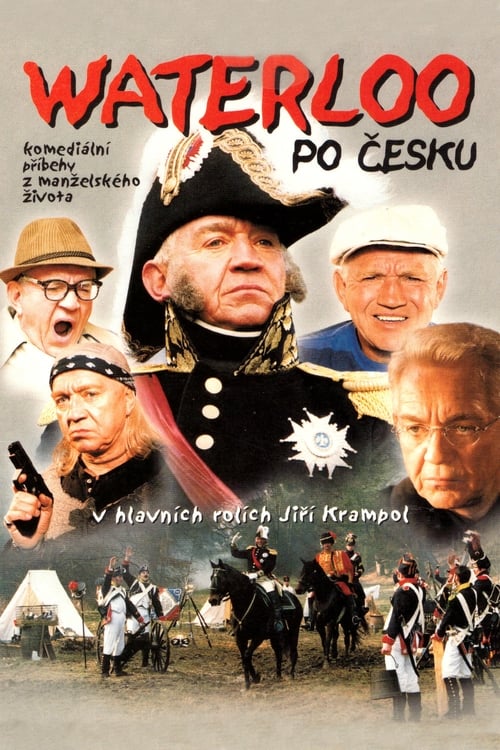 WATERLOO
PO ČESKU
komediální
příběhy
z manželského
života
v hlavních rolích Jiří Krampol